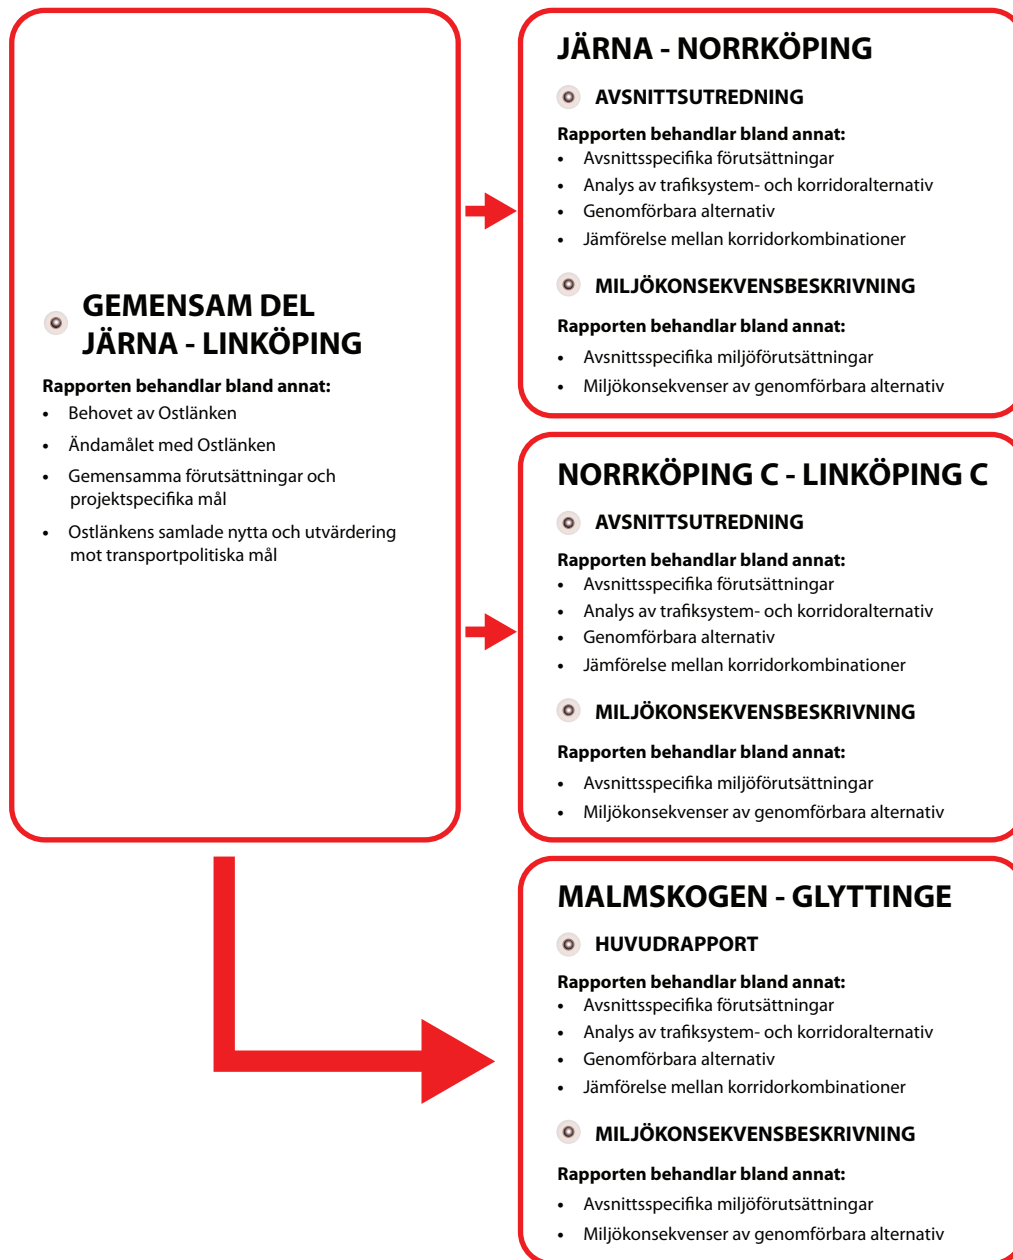 GEMENSAM DEL
JÄRNA - LINKÖPING
Rapporten behandlar bland annat:
• Behovet av Ostlänken
• Ändamålet med Ostlänken
• Gemensamma förutsättningar och
projektspecifika mål
• Ostlänkens samlade nytta och utvärdering
mot transportpolitiska mål
JÄRNA - NORRKÖPING
AVSNITTSUTREDNING
Rapporten behandlar bland annat:
• Avsnittsspecifika förutsättningar
• Analys av trafiksystem- och korridoralternativ
• Genomförbara alternativ
• Jämförelse mellan korridorkombinationer
MILJÖKONSEKVENSBESKRIVNING
Rapporten behandlar bland annat:
• Avsnittsspecifika miljöförutsättningar
• Miljökonsekvenser av genomförbara alternativ
NORRKÖPING C - LINKÖPING C
AVSNITTSUTREDNING
Rapporten behandlar bland annat:
• Avsnittsspecifika förutsättningar
• Analys av trafiksystem- och korridoralternativ
• Genomförbara alternativ
• Jämförelse mellan korridorkombinationer
MILJÖKONSEKVENSBESKRIVNING
Rapporten behandlar bland annat:
• Avsnittsspecifika miljöförutsättningar
• Miljökonsekvenser av genomförbara alternativ
MALMSKOGEN - GLYTTINGE
HUVUDRAPPORT
Rapporten behandlar bland annat:
• Avsnittsspecifika förutsättningar
• Analys av trafiksystem- och korridoralternativ
• Genomförbara alternativ
• Jämförelse mellan korridorkombinationer
MILJÖKONSEKVENSBESKRIVNING
Rapporten behandlar bland annat:
• Avsnittsspecifika miljöförutsättningar
• Miljökonsekvenser av genomförbara alternativ